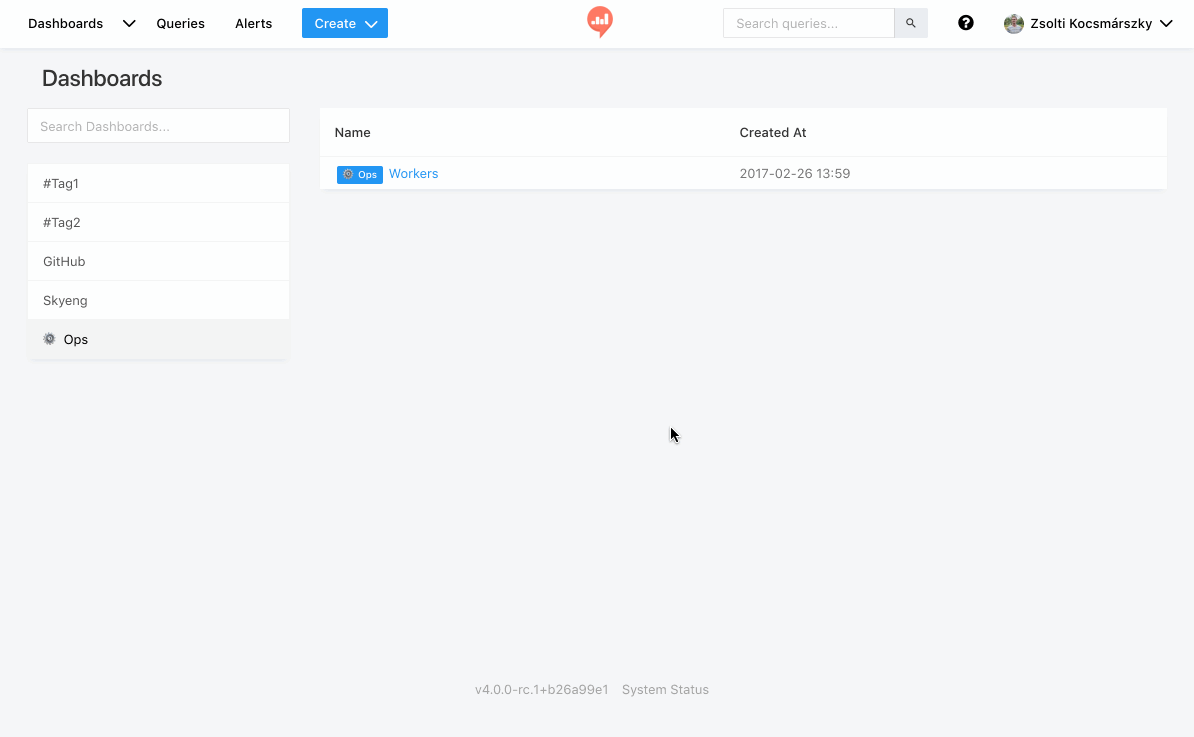 Dashboards Queries Alerts Create Search queries... Zsolti Kocsmárszky
Dashboards
Search Dashboards...
#Tag1
#Tag2
GitHub
Skyeng
Ops
Name Created At
Ops Workers 2017-02-26 13:59
v4.0.0-rc.1+b26a99e1 System Status